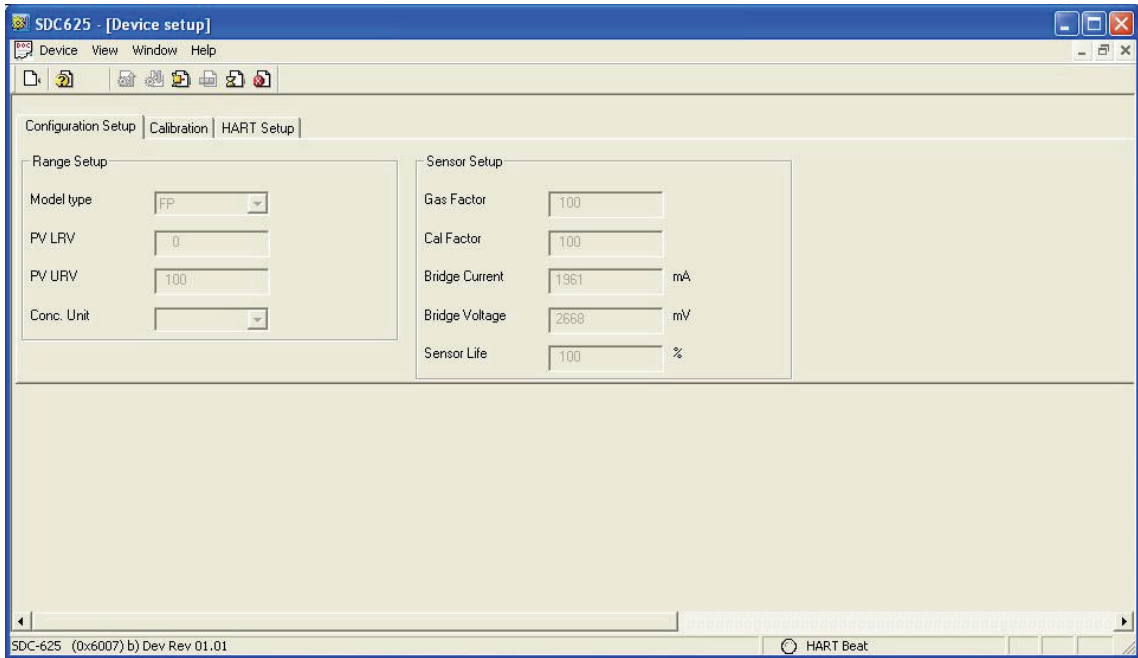 SDC625 - [Device setup]
Device View Window Help
Configuration Setup Calibration HART Setup
Range Setup
Model type FP
PV LRV 0
PV URV 100
Conc. Unit
Sensor Setup
Gas Factor 100
Cal Factor 100
Bridge Current 1961 mA
Bridge Voltage 2668 mV
Sensor Life 100 %
SDC-625 (0x6007) b) Dev Rev 01.01
HART Beat